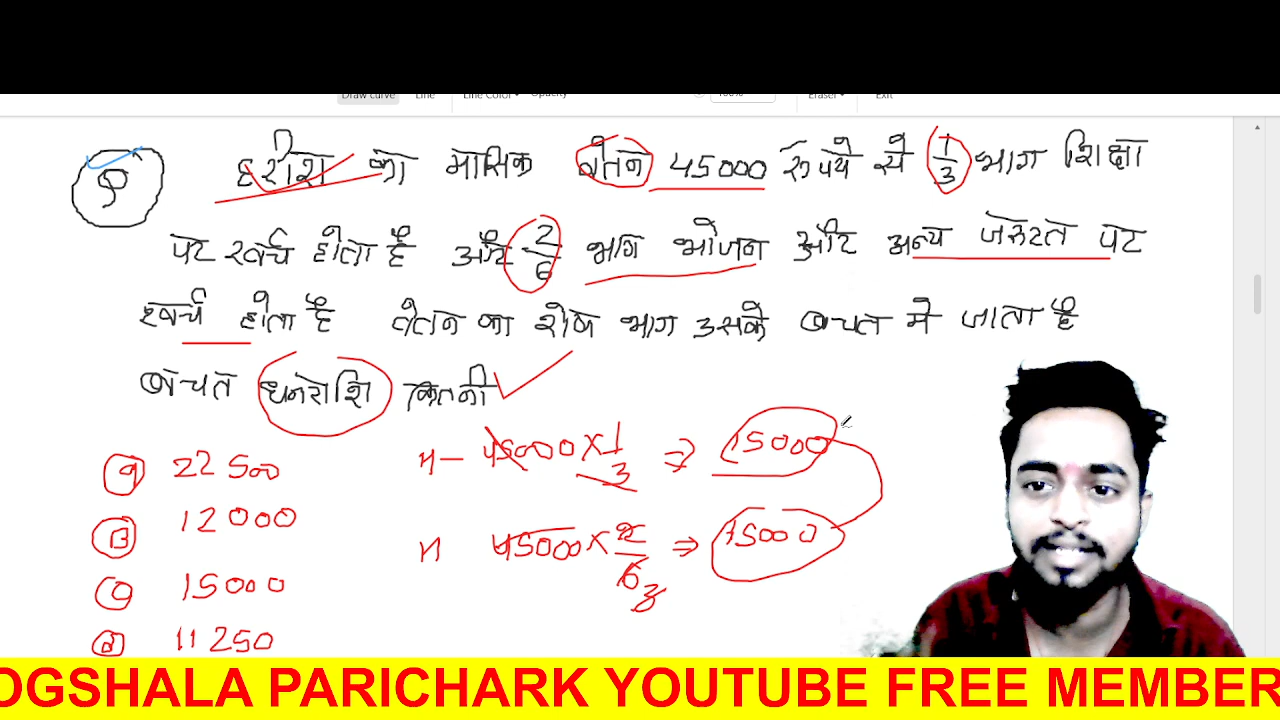 Draw curve Line Line Color Opacity 100% Eraser Exit
9 हरीश का मासिक वेतन 45000 रुपये से 1/3 भाग शिक्षा
पर खर्च होता है और 2/6 भाग भोजन और अन्य जरुरत पर
खर्च होता है वेतन का शेष भाग उसके बचत में जाता है
बचत धनराशि कितनी
A 22500
B 12000
C 15000
D 11250
म- 45000 × 1/3 ⇒ 15000
म 45000 × 2/6 3 ⇒ 15000
OGSHALA PARICHARK YOUTUBE FREE MEMBER